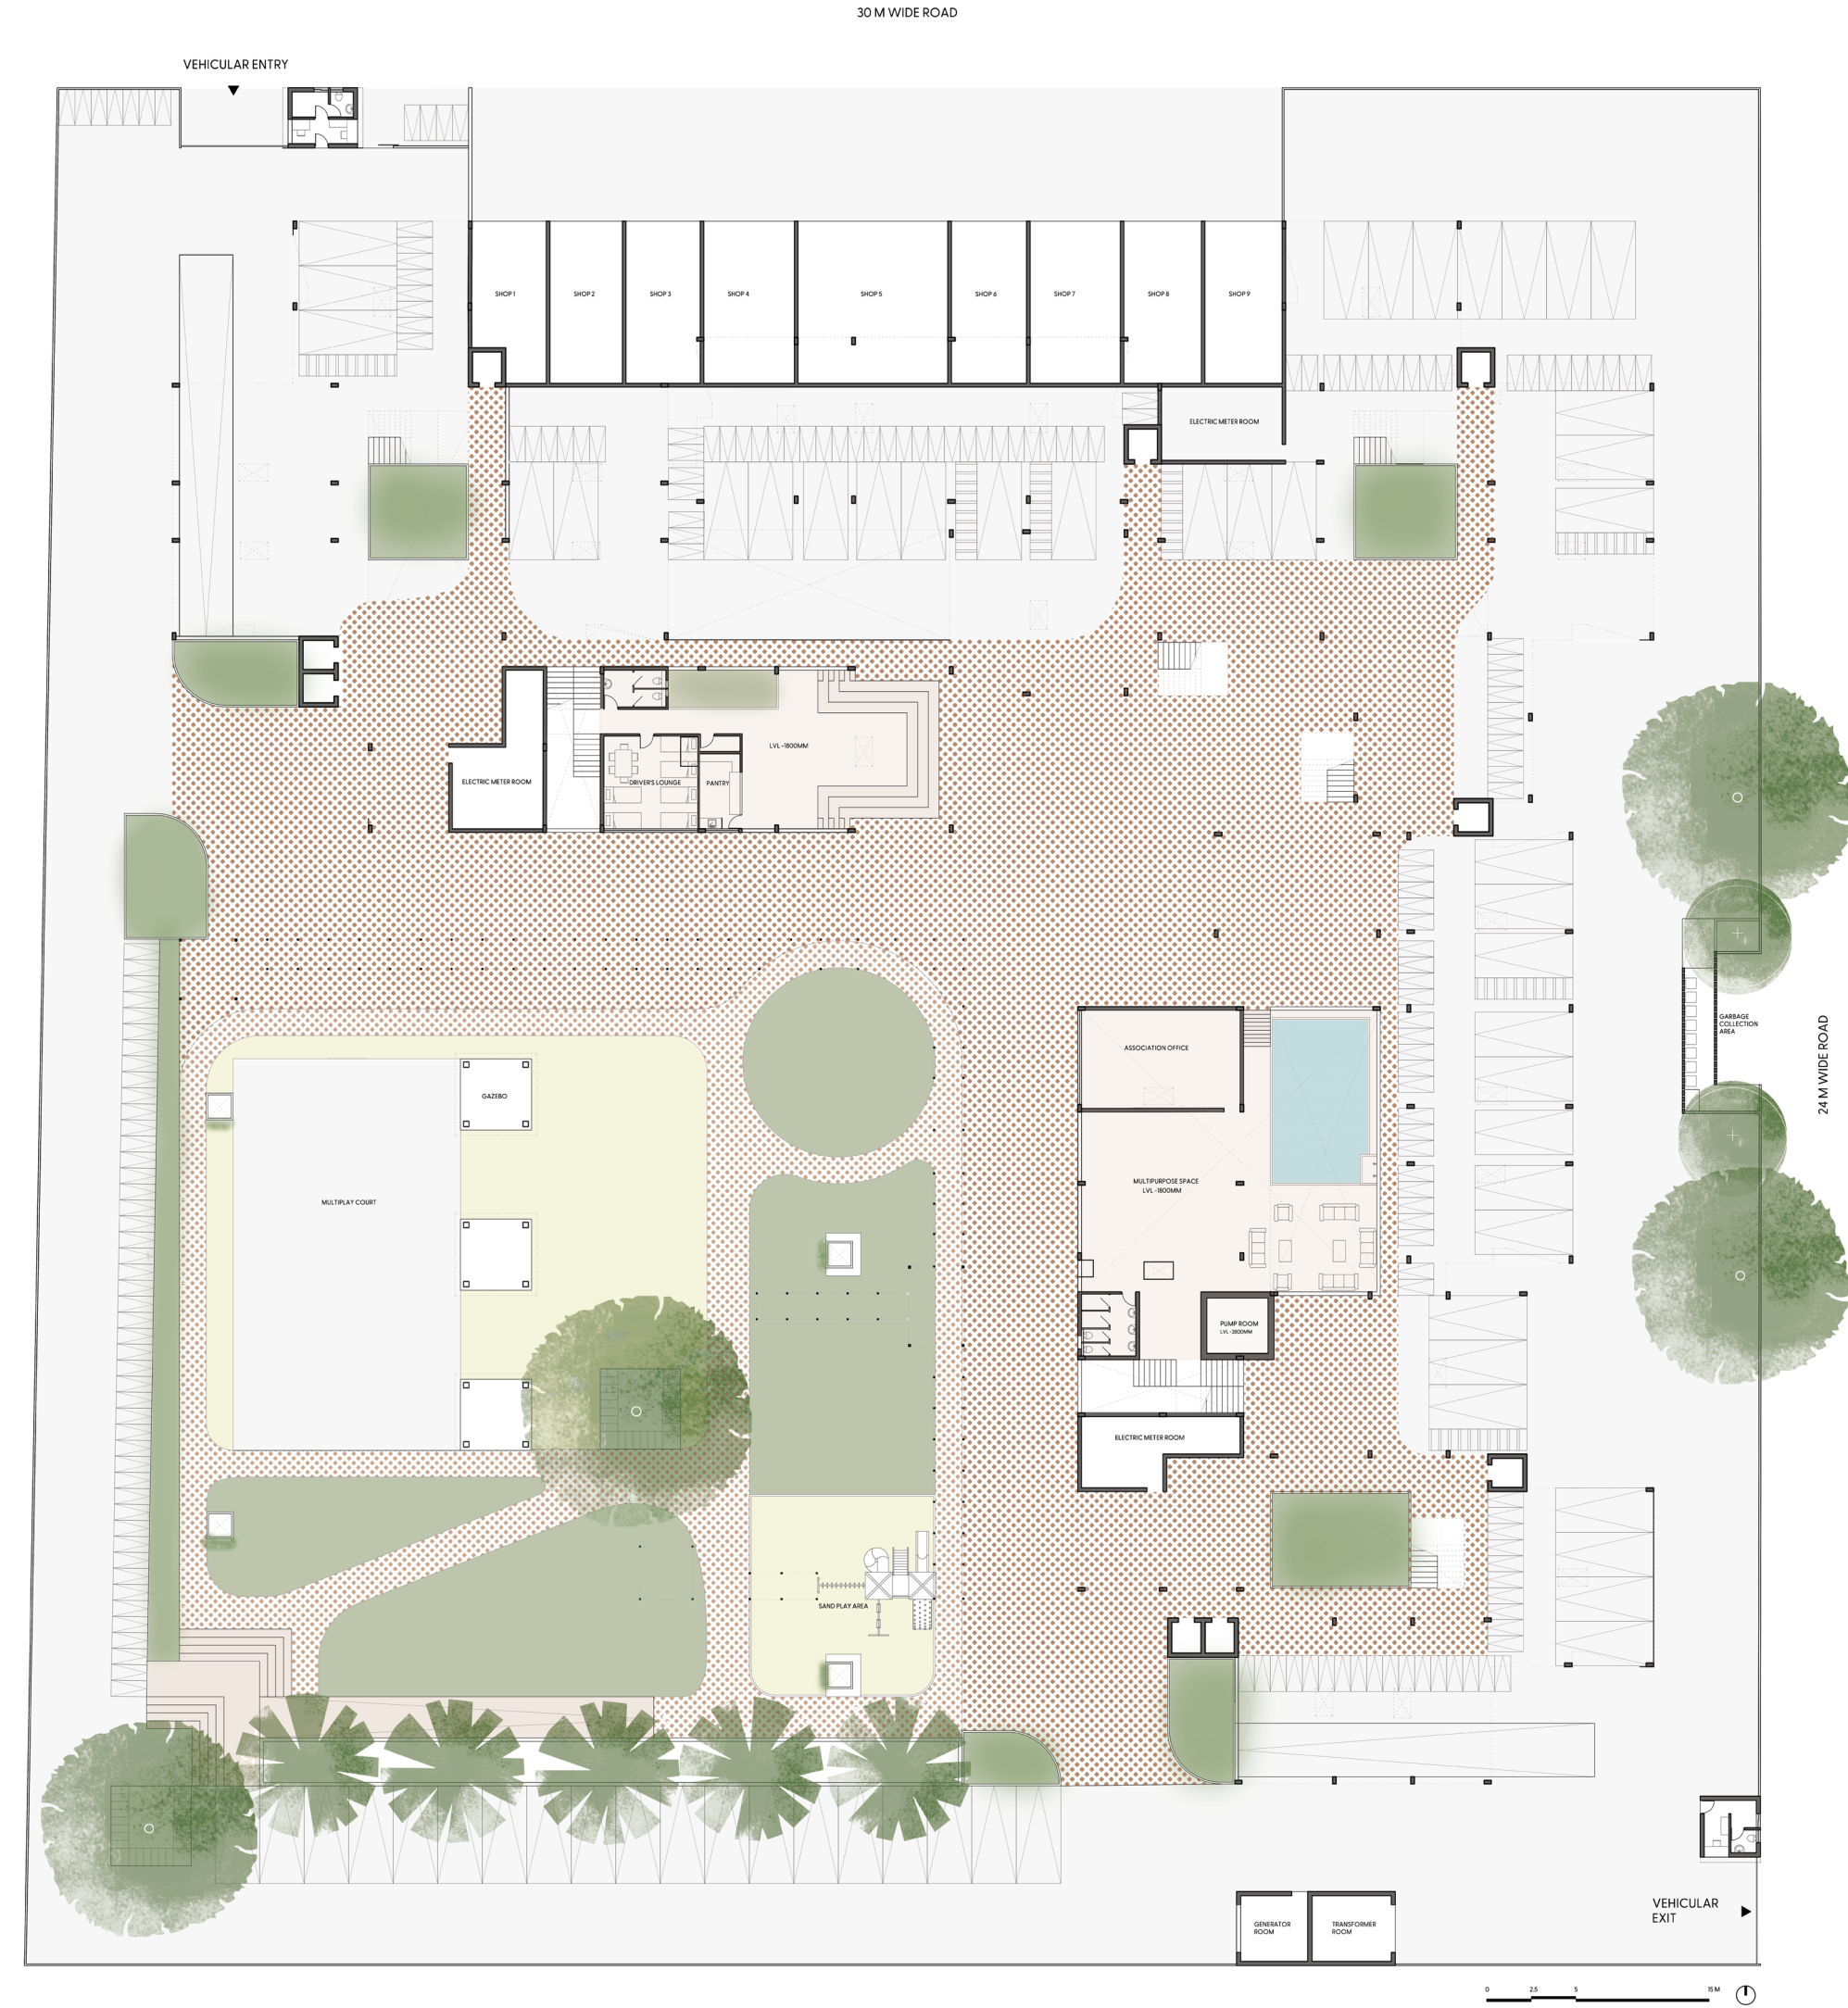 30 M WIDE ROAD
VEHICULAR ENTRY
SHOP 1
SHOP 2
SHOP 3
SHOP 4
SHOP 5
SHOP 6
SHOP 7
SHOP 8
SHOP 9
ELECTRIC METER ROOM
LVL -1800MM
ELECTRIC METER ROOM
DRIVER'S LOUNGE
PANTRY
GARBAGE
COLLECTION
AREA
24 M WIDE ROAD
ASSOCIATION OFFICE
GAZEBO
MULTIPLAY COURT
MULTIPURPOSE SPACE
LVL -1800MM
PUMP ROOM
LVL -3800MM
ELECTRIC METER ROOM
SAND PLAY AREA
VEHICULAR
EXIT
GENERATOR
ROOM
TRANSFORMER
ROOM
0 2.5 5 15 M